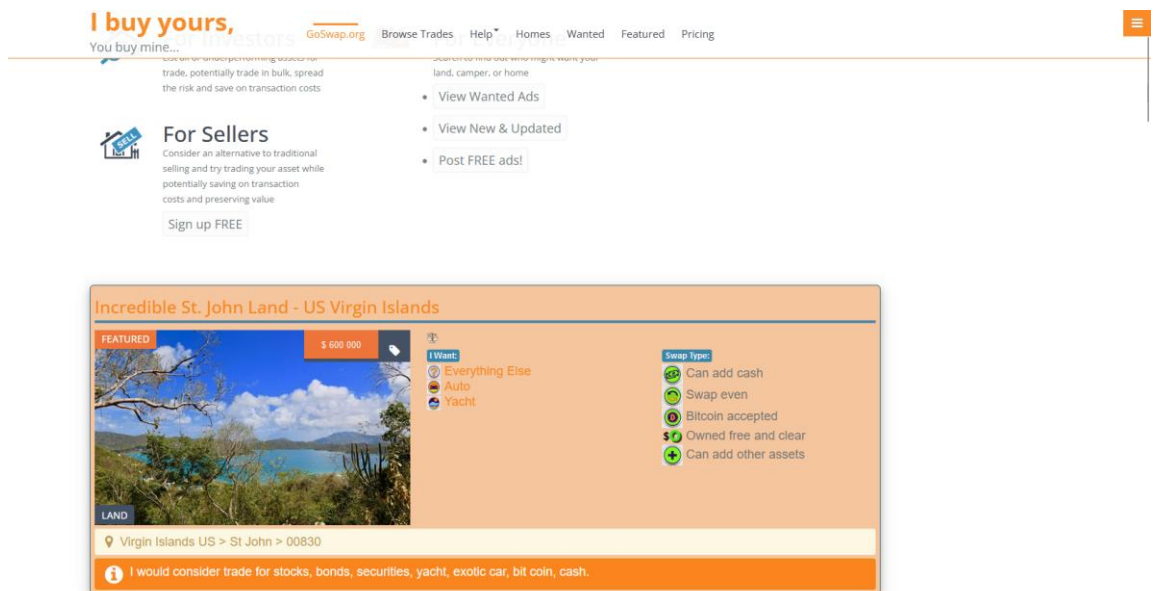 I buy yours,
You buy mine...
GoSwap.org
Browse Trades
Help
Homes
Wanted
Featured
Pricing
For Investors
For Everyone
trade, potentially trade in bulk, spread
the risk and save on transaction costs
For Sellers
Consider an alternative to traditional
selling and try trading your asset while
potentially saving on transaction
costs and preserving value
Sign up FREE
land, camper, or home
View Wanted Ads
View New & Updated
Post FREE ads!
Incredible St. John Land - US Virgin Islands
FEATURED
$ 600 000
LAND
I Want:
Everything Else
Auto
Yacht
Swap Type:
Can add cash
Swap even
Bitcoin accepted
Owned free and clear
Can add other assets
Virgin Islands US > St John > 00830
I would consider trade for stocks, bonds, securities, yacht, exotic car, bit coin, cash.